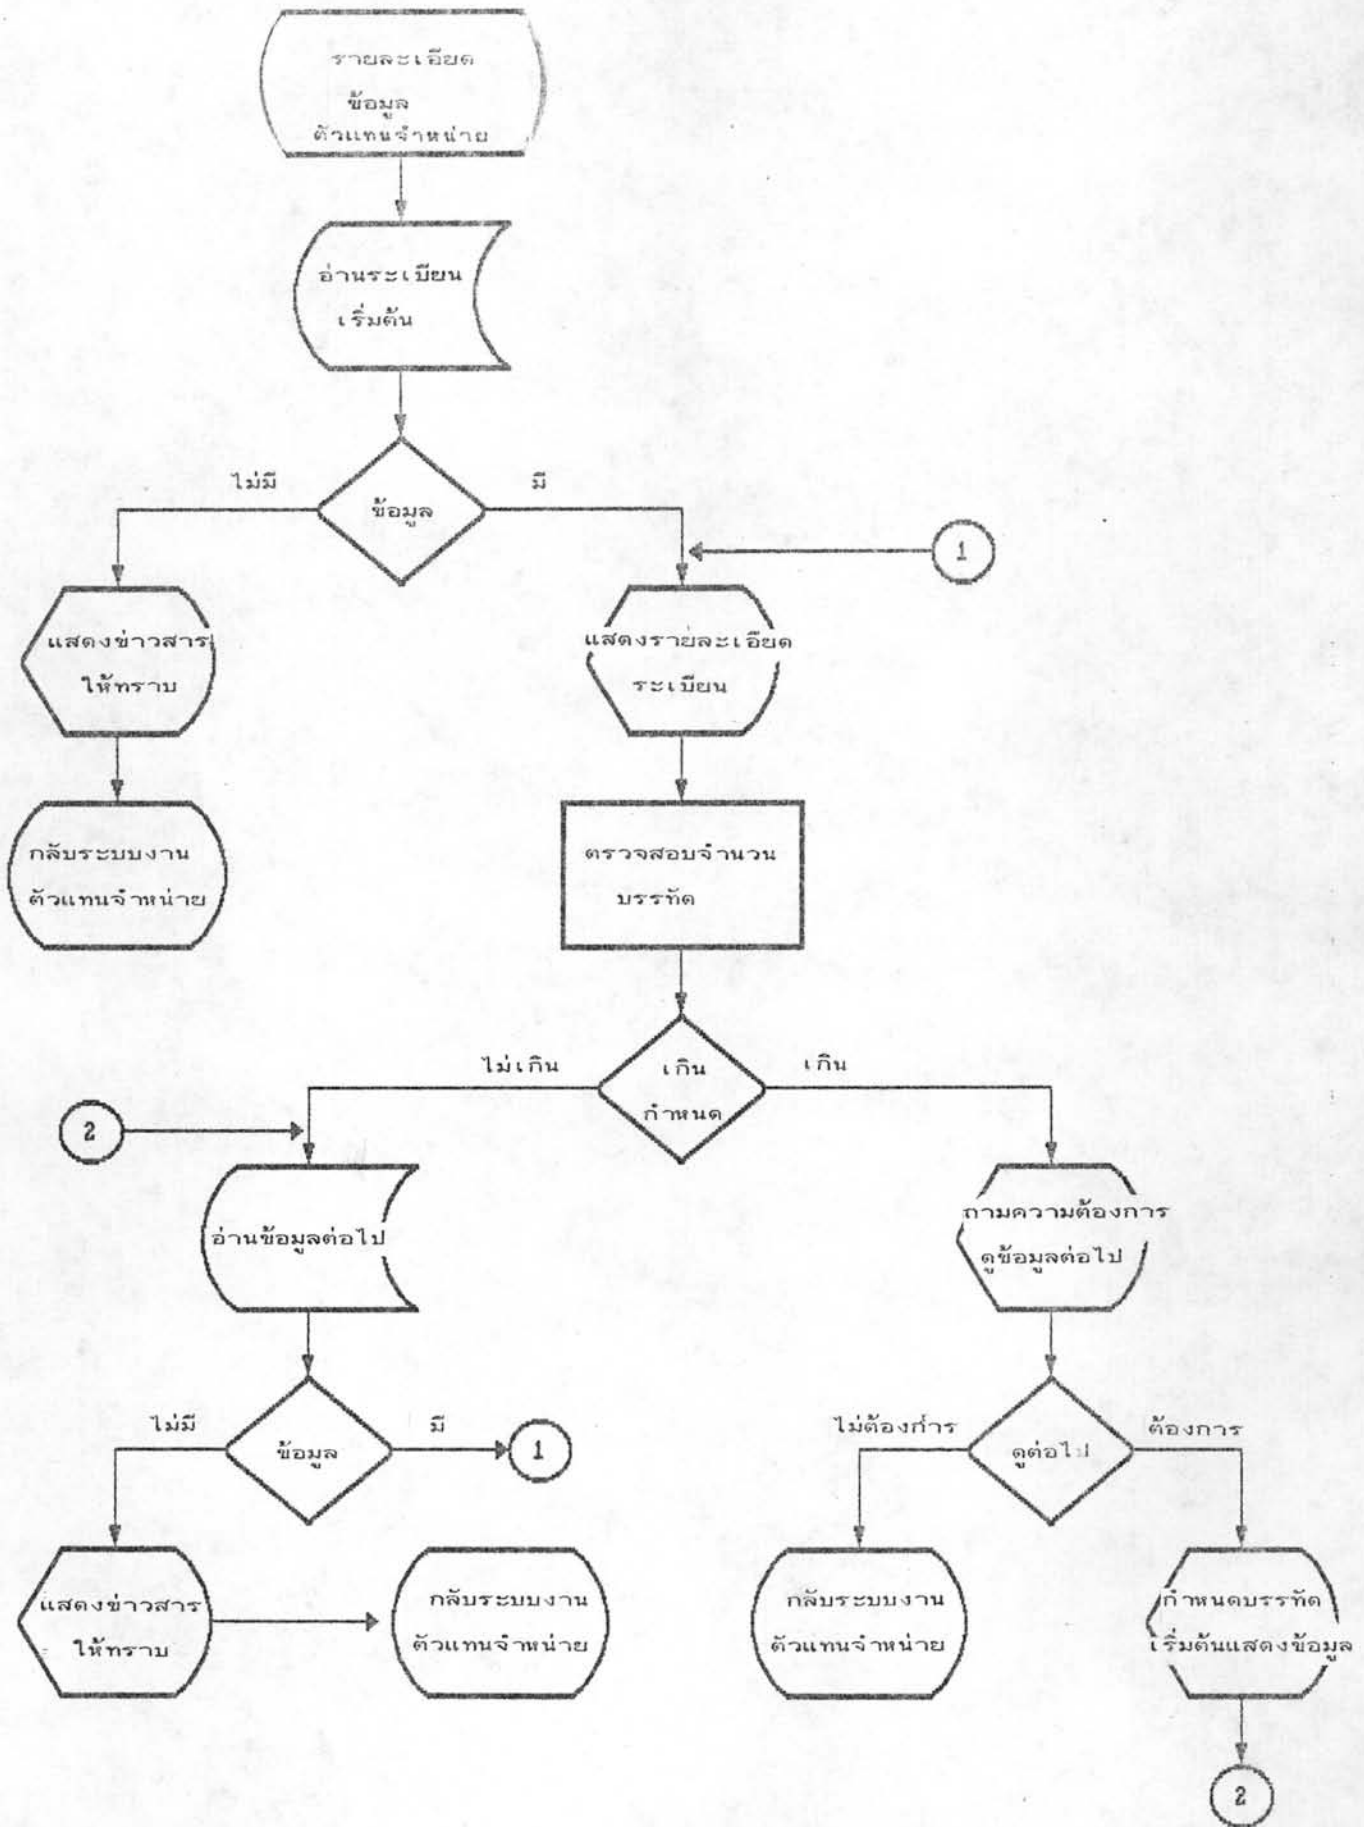 รายละเอียด
ข้อมูล
ตัวแทนจำหน่าย
อ่านระเบียน
เริ่มต้น
ไม่มี
มี
ข้อมูล
1
แสดงข่าวสาร
ให้ทราบ
แสดงรายละเอียด
ระเบียน
กลับระบบงาน
ตัวแทนจำหน่าย
ตรวจสอบจำนวน
บรรทัด
ไม่เกิน
เกิน
กำหนด
เกิน
2
อ่านข้อมูลต่อไป
ถามความต้องการ
ดูข้อมูลต่อไป
ไม่มี
มี
ข้อมูล
1
ไม่ต้องการ
ต้องการ
ดูต่อไป
แสดงข่าวสาร
ให้ทราบ
กลับระบบงาน
ตัวแทนจำหน่าย
กลับระบบงาน
ตัวแทนจำหน่าย
กำหนดบรรทัด
เริ่มต้นแสดงข้อมูล
2